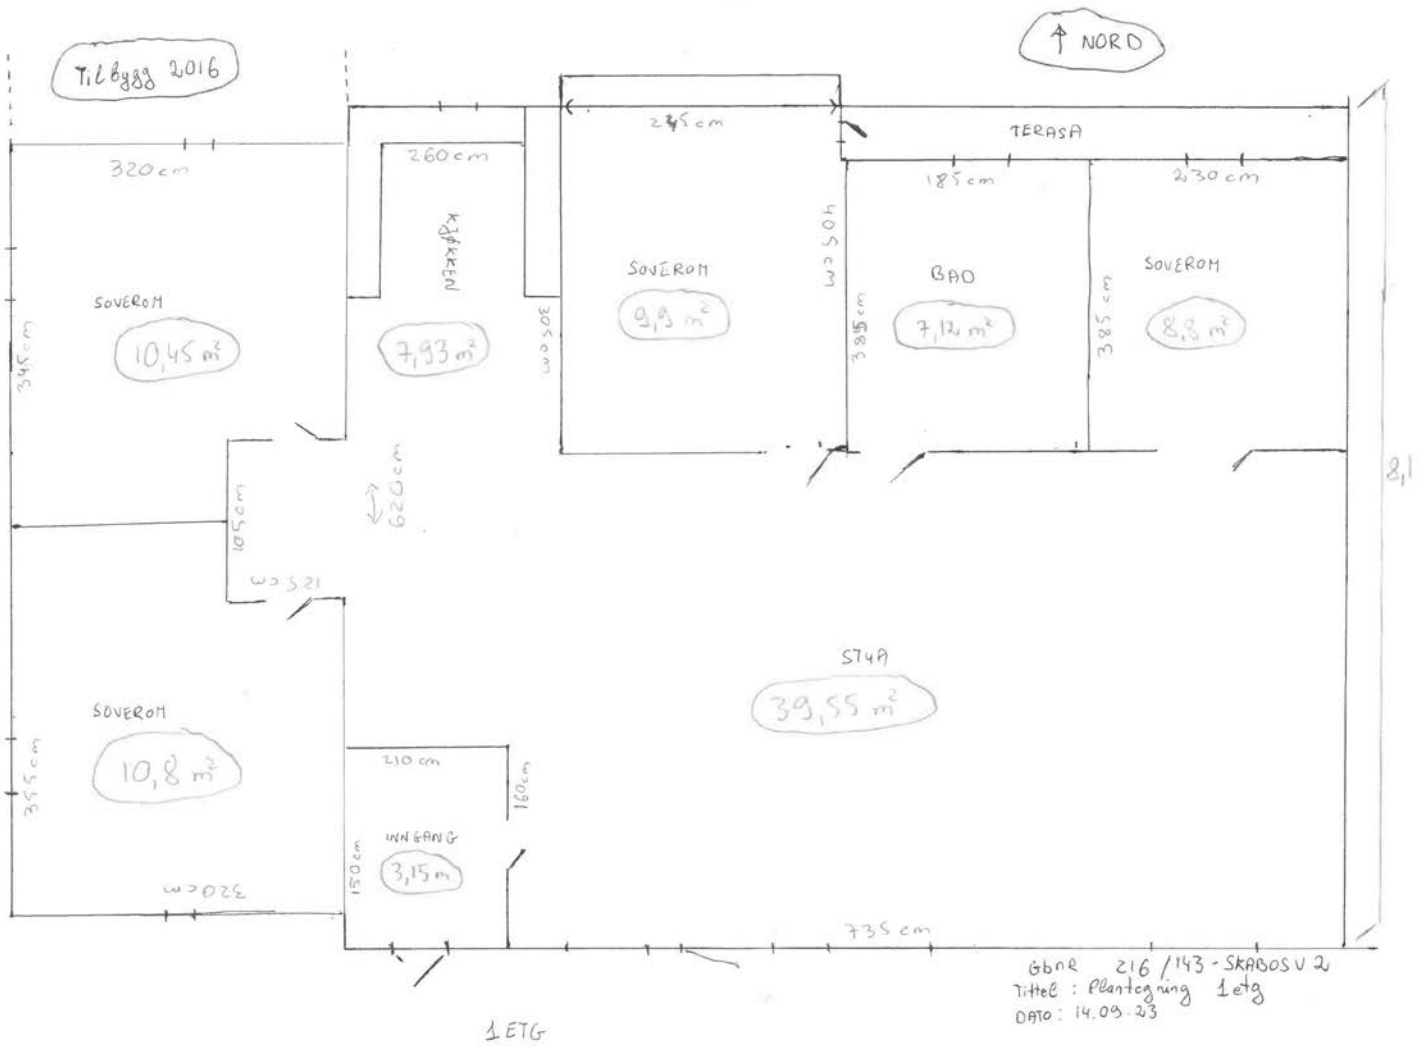 Tilbygg 2016
↑ NORD
320 cm
260 cm
245 cm
TERASA
185 cm
230 cm
KJØKKEN
405 cm
SOVEROM
9,9 m²
BAD
7,12 m²
385 cm
385 cm
SOVEROM
8,8 m²
SOVEROM
10,45 m²
345 cm
7,93 m²
305 cm
8,1
620 cm
105 cm
125 cm
STUA
39,55 m²
SOVEROM
10,8 m²
355 cm
320 cm
210 cm
160 cm
INNGANG
3,15 m
150 cm
735 cm
GbnR 216/143 - SKABOSV 2
Tittel : Plantegning 1etg
DATO : 14.09.23
1 ETG